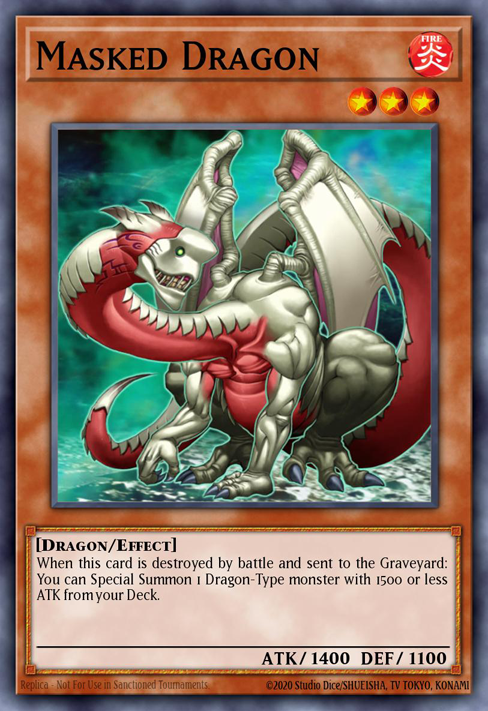 Masked Dragon
FIRE
炎
[Dragon/Effect]
When this card is destroyed by battle and sent to the Graveyard:
You can Special Summon 1 Dragon-Type monster with 1500 or less
ATK from your Deck.
ATK/1400 DEF/1100
Replica - Not For Use in Sanctioned Tournaments
©2020 Studio Dice/SHUEISHA, TV TOKYO, KONAMI